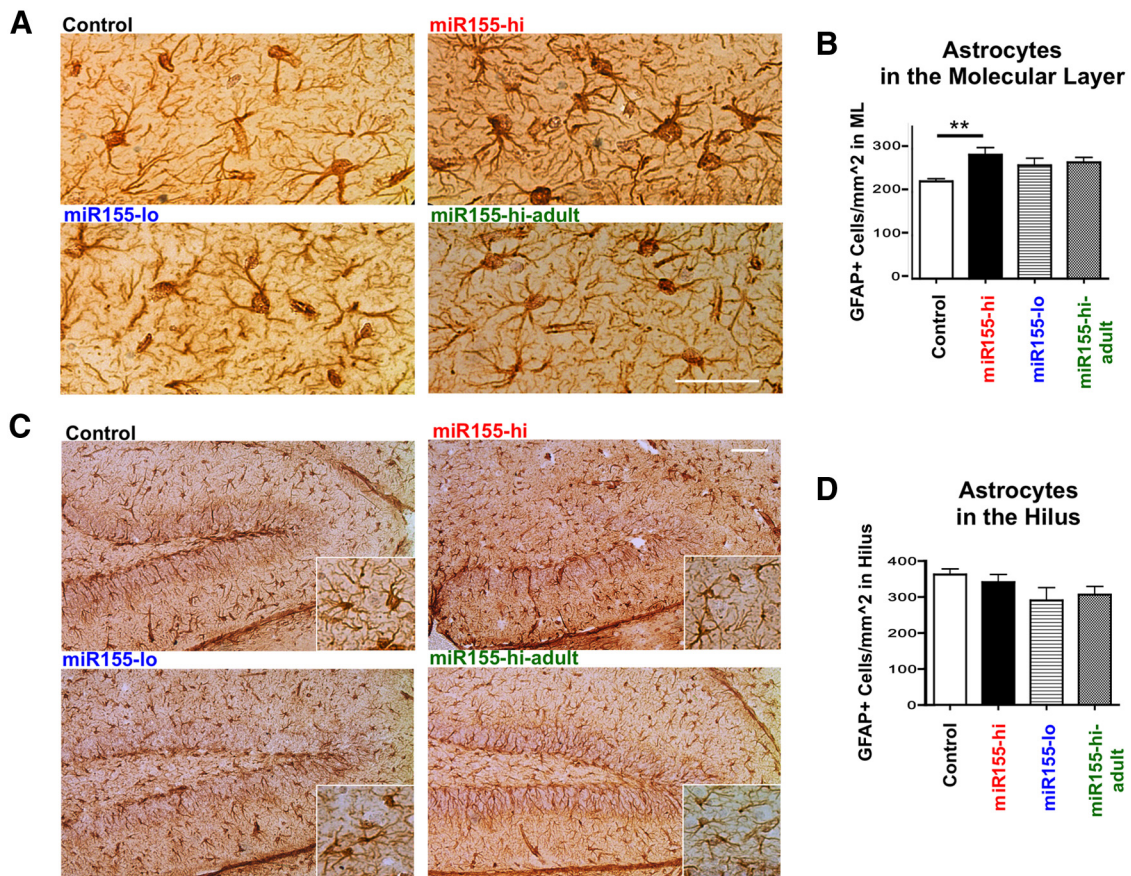 A
Control
miR155-hi
miR155-lo
miR155-hi-adult
B
Astrocytes
in the Molecular Layer
GFAP+ Cells/mm^2 in ML
300
200
100
0
**
Control
miR155-hi
miR155-lo
miR155-hi-
adult
C
Control
miR155-hi
miR155-lo
miR155-hi-adult
D
Astrocytes
in the Hilus
GFAP+ Cells/mm^2 in Hilus
400
300
200
100
0
Control
miR155-hi
miR155-lo
miR155-hi-
adult